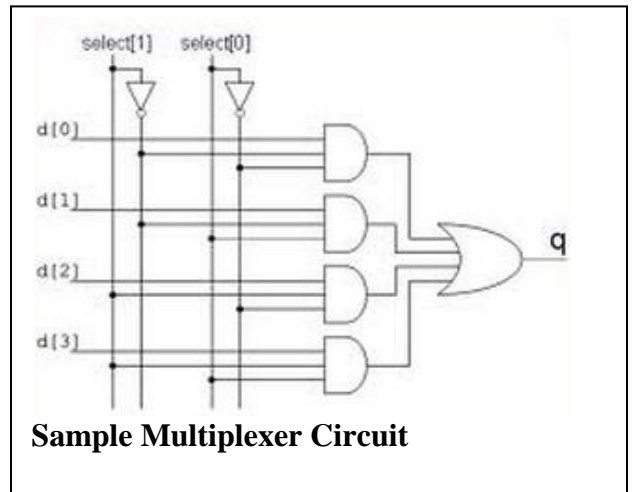 select[1] select[0]
d[0]
d[1]
q
d[2]
d[3]
Sample Multiplexer Circuit